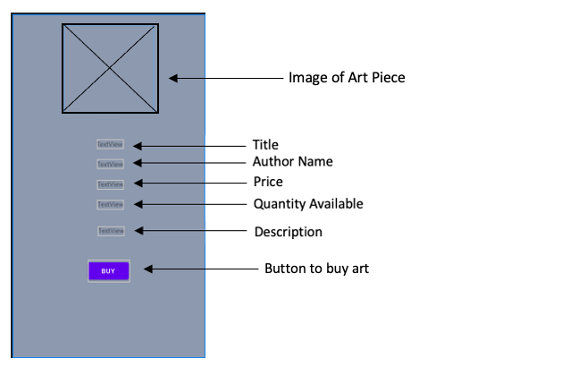 Image of Art Piece
TextView Title
TextView Author Name
TextView Price
TextView Quantity Available
TextView Description
BUY Button to buy art